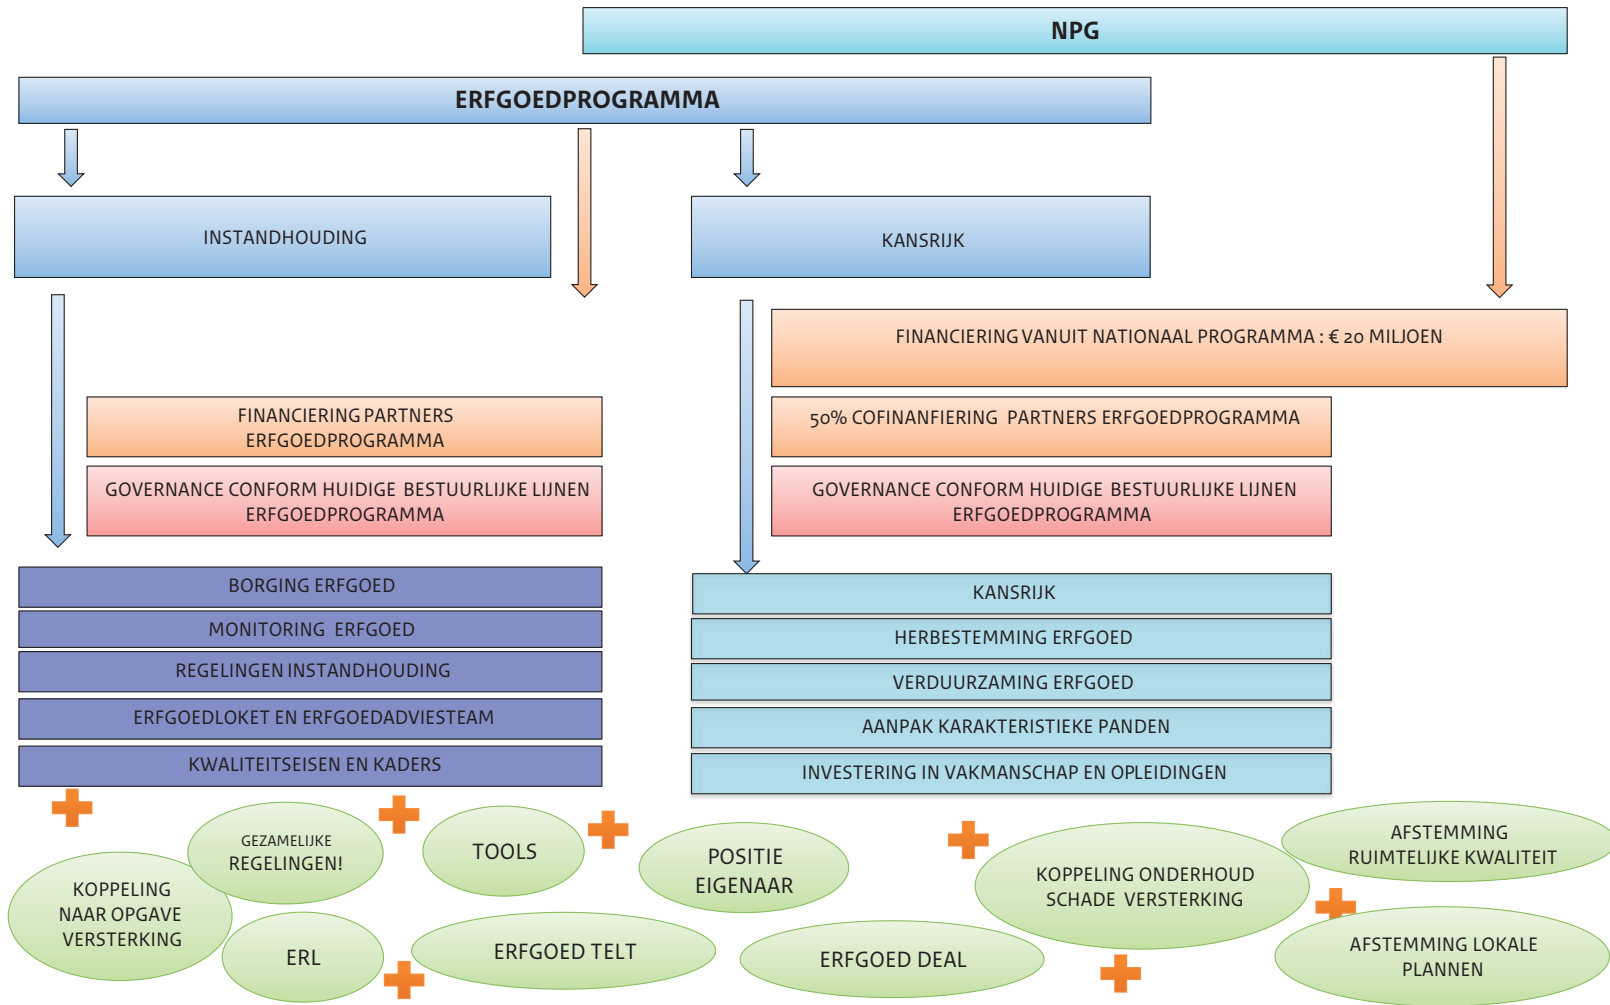 NPG
ERFGOEDPROGRAMMA
INSTANDHOUDING
KANSRIJK
FINANCIERING VANUIT NATIONAAL PROGRAMMA : € 20 MILJOEN
FINANCIERING PARTNERS
ERFGOEDPROGRAMMA
50% COFINANFIERING PARTNERS ERFGOEDPROGRAMMA
GOVERNANCE CONFORM HUIDIGE BESTUURLIJKE LIJNEN
ERFGOEDPROGRAMMA
GOVERNANCE CONFORM HUIDIGE BESTUURLIJKE LIJNEN
ERFGOEDPROGRAMMA
BORGING ERFGOED
MONITORING ERFGOED
REGELINGEN INSTANDHOUDING
ERFGOEDLOKET EN ERFGOEDADVIESTEAM
KWALITEITSEISEN EN KADERS
KANSRIJK
HERBESTEMMING ERFGOED
VERDUURZAMING ERFGOED
AANPAK KARAKTERISTIEKE PANDEN
INVESTERING IN VAKMANSCHAP EN OPLEIDINGEN
KOPPELING
NAAR OPGAVE
VERSTERKING
GEZAMELIJKE
REGELINGEN!
ERL
TOOLS
ERFGOED TELT
POSITIE
EIGENAAR
ERFGOED DEAL
KOPPELING ONDERHOUD
SCHADE VERSTERKING
AFSTEMMING
RUIMTELIJKE KWALITEIT
AFSTEMMING LOKALE
PLANNEN